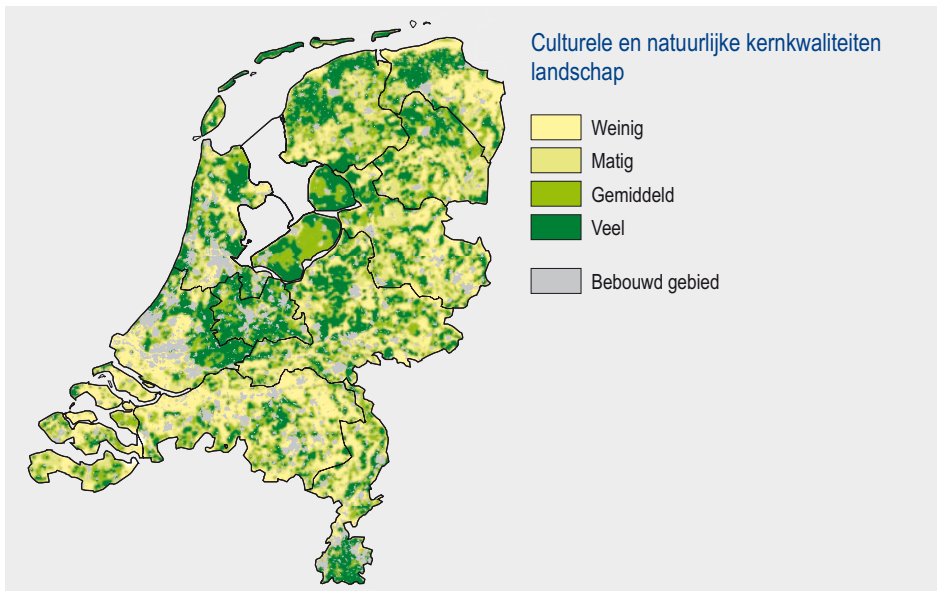 Culturele en natuurlijke kernkwaliteiten
landschap
Weinig
Matig
Gemiddeld
Veel
Bebouwd gebied